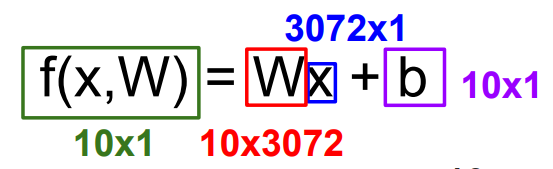 3072x1
f(x,W) = Wx + b 10x1
10x1 10x3072